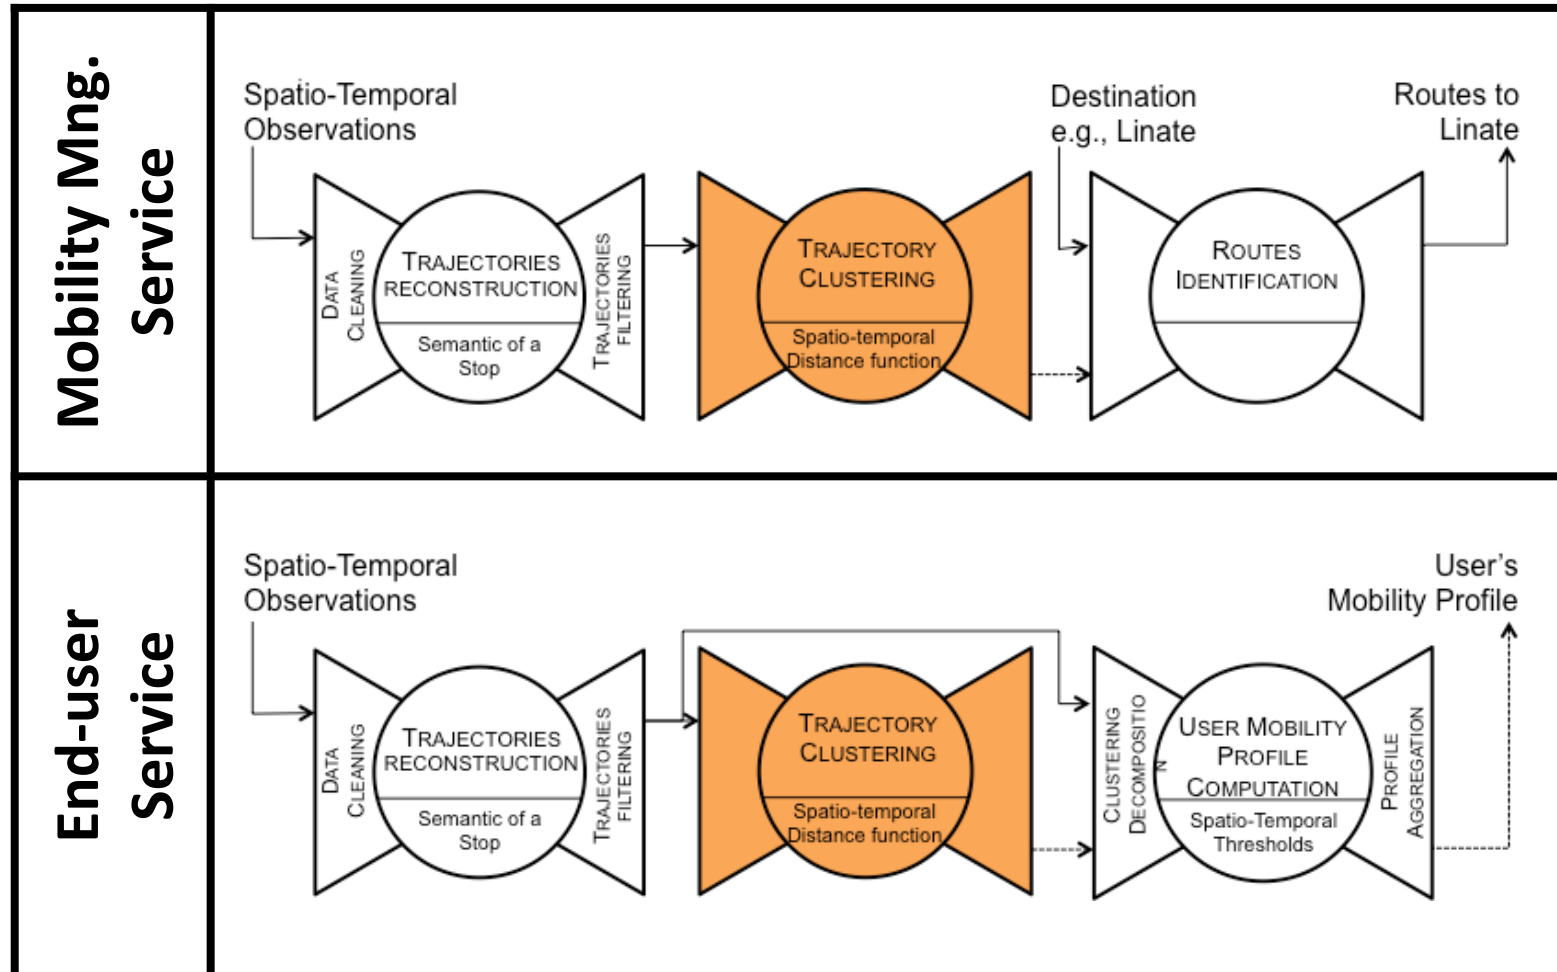 Mobility Mng.
Service
Spatio-Temporal
Observations
DATA
CLEANING
TRAJECTORIES
RECONSTRUCTION
Semantic of a
Stop
TRAJECTORIES
FILTERING
TRAJECTORY
CLUSTERING
Spatio-temporal
Distance function
Destination
e.g., Linate
ROUTES
IDENTIFICATION
Routes to
Linate
End-user
Service
Spatio-Temporal
Observations
DATA
CLEANING
TRAJECTORIES
RECONSTRUCTION
Semantic of a
Stop
TRAJECTORIES
FILTERING
TRAJECTORY
CLUSTERING
Spatio-temporal
Distance function
CLUSTERING
DECOMPOSITIO
N
USER MOBILITY
PROFILE
COMPUTATION
Spatio-Temporal
Thresholds
PROFILE
AGGREGATION
User's
Mobility Profile